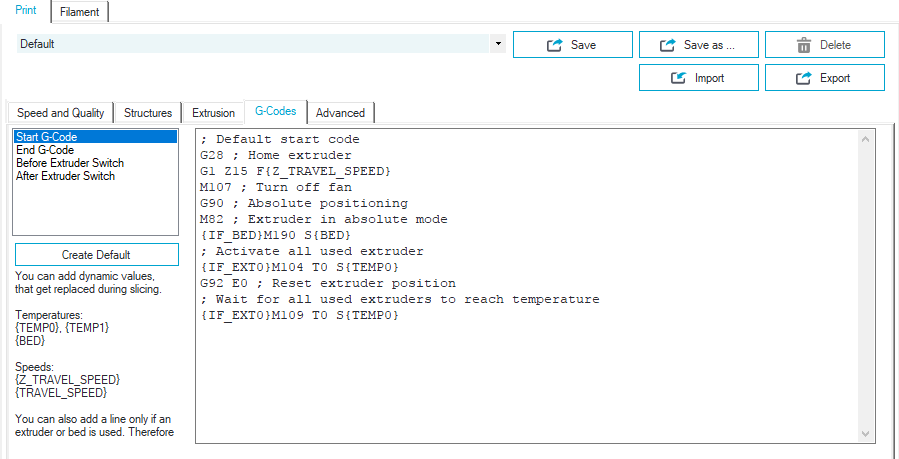 Print
Filament
Default
Save
Save as ...
Delete
Import
Export
Speed and Quality
Structures
Extrusion
G-Codes
Advanced
Start G-Code
End G-Code
Before Extruder Switch
After Extruder Switch
Create Default
You can add dynamic values,
that get replaced during slicing.
Temperatures:
{TEMP0}, {TEMP1}
{BED}
Speeds:
{Z_TRAVEL_SPEED}
{TRAVEL_SPEED}
You can also add a line only if an
extruder or bed is used. Therefore
; Default start code
G28 ; Home extruder
G1 Z15 F{Z_TRAVEL_SPEED}
M107 ; Turn off fan
G90 ; Absolute positioning
M82 ; Extruder in absolute mode
{IF_BED}M190 S{BED}
; Activate all used extruder
{IF_EXT0}M104 T0 S{TEMP0}
G92 E0 ; Reset extruder position
; Wait for all used extruders to reach temperature
{IF_EXT0}M109 T0 S{TEMP0}